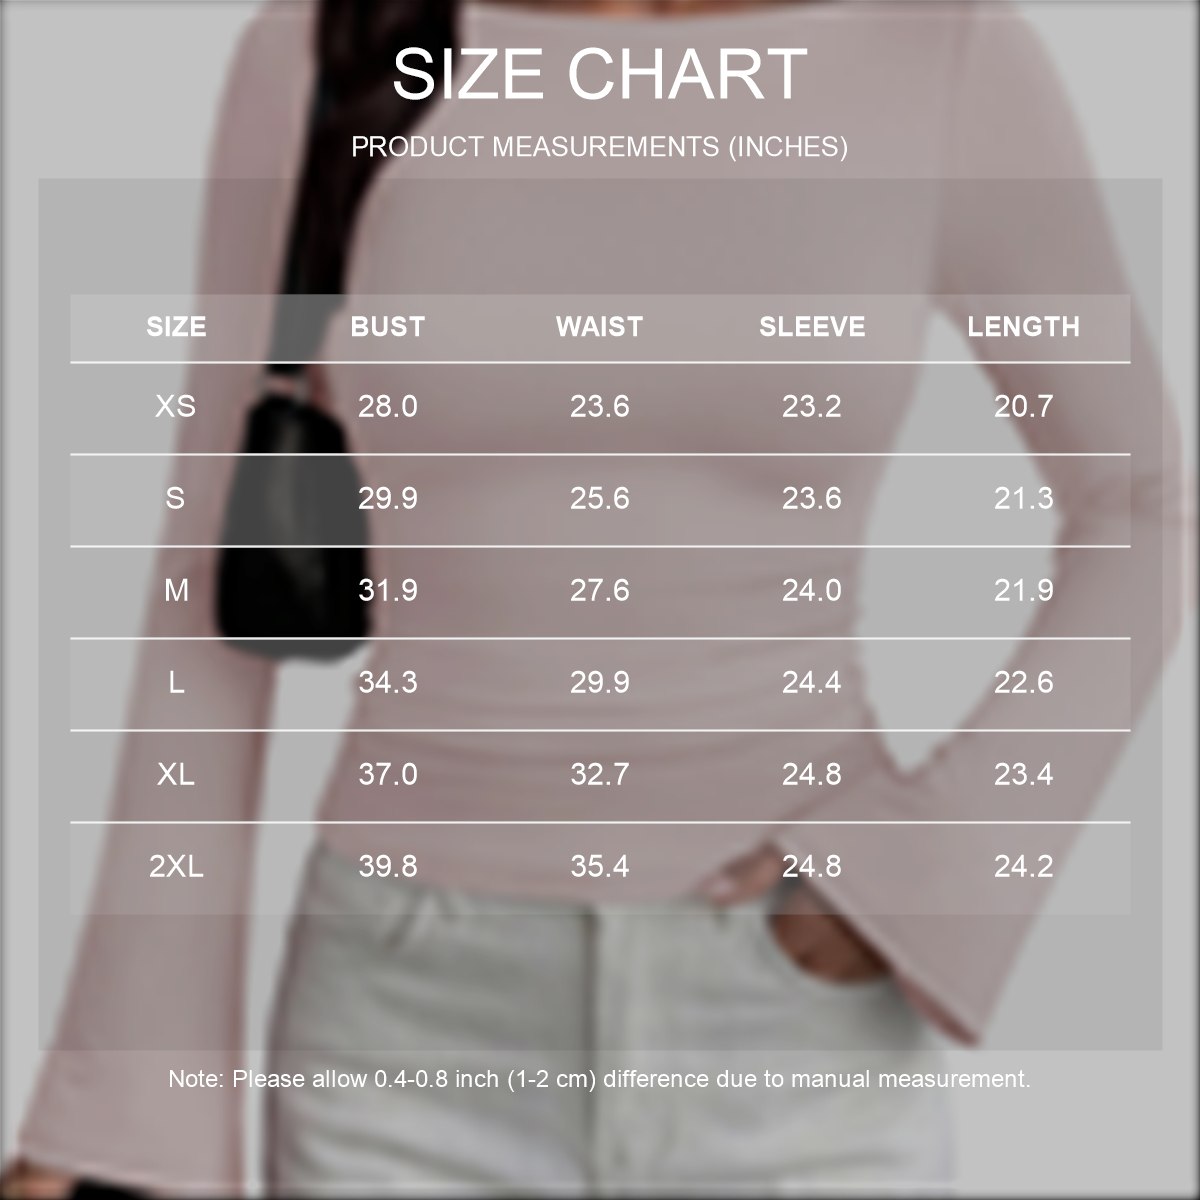 SIZE CHART
PRODUCT MEASUREMENTS (INCHES)
SIZE BUST WAIST SLEEVE LENGTH
XS 28.0 23.6 23.2 20.7
S 29.9 25.6 23.6 21.3
M 31.9 27.6 24.0 21.9
L 34.3 29.9 24.4 22.6
XL 37.0 32.7 24.8 23.4
2XL 39.8 35.4 24.8 24.2
Note: Please allow 0.4-0.8 inch (1-2 cm) difference due to manual measurement.